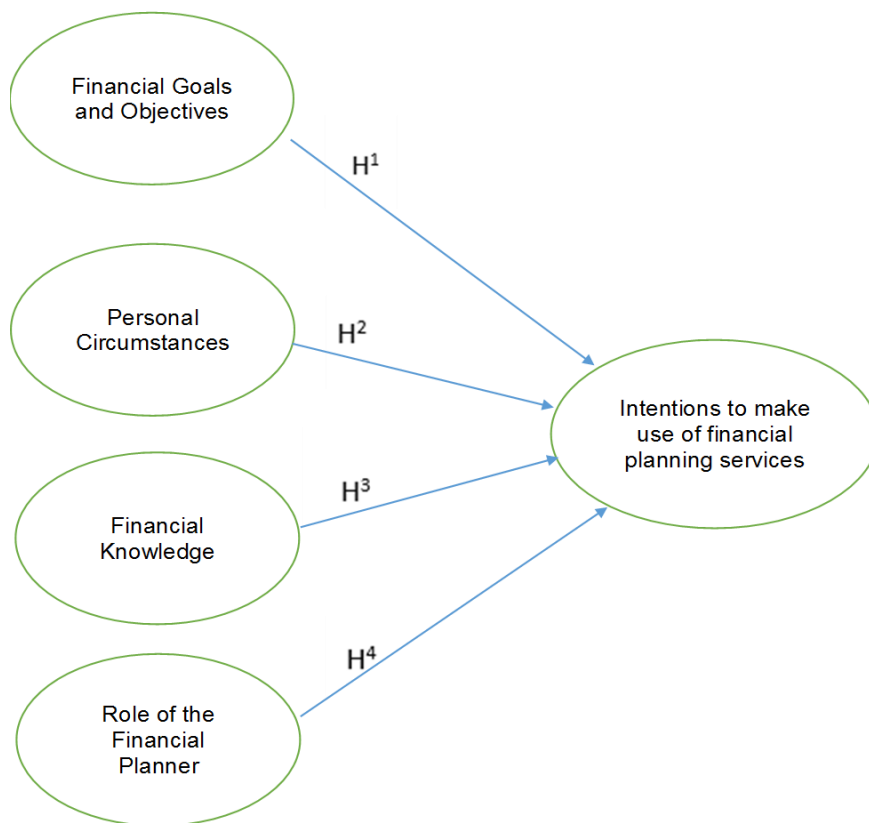 Financial Goals
and Objectives
H¹
Personal
Circumstances
H²
Intentions to make
use of financial
planning services
Financial
Knowledge
H³
Role of the
Financial
Planner
H⁴